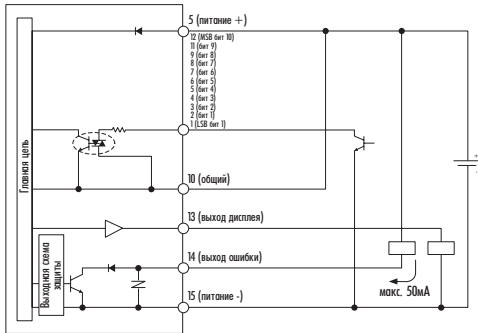 5 (питание +)
12 (MSB бит 10)
11 (бит 9)
9 (бит 8)
8 (бит 7)
7 (бит 6)
6 (бит 5)
5 (бит 4)
4 (бит 3)
3 (бит 2)
2 (бит 1)
1 (LSB бит 1)
Главная цепь
10 (общий)
13 (выход дисплея)
Выходная схема
защиты
14 (выход ошибки)
макс. 50мА
15 (питание -)
+
-